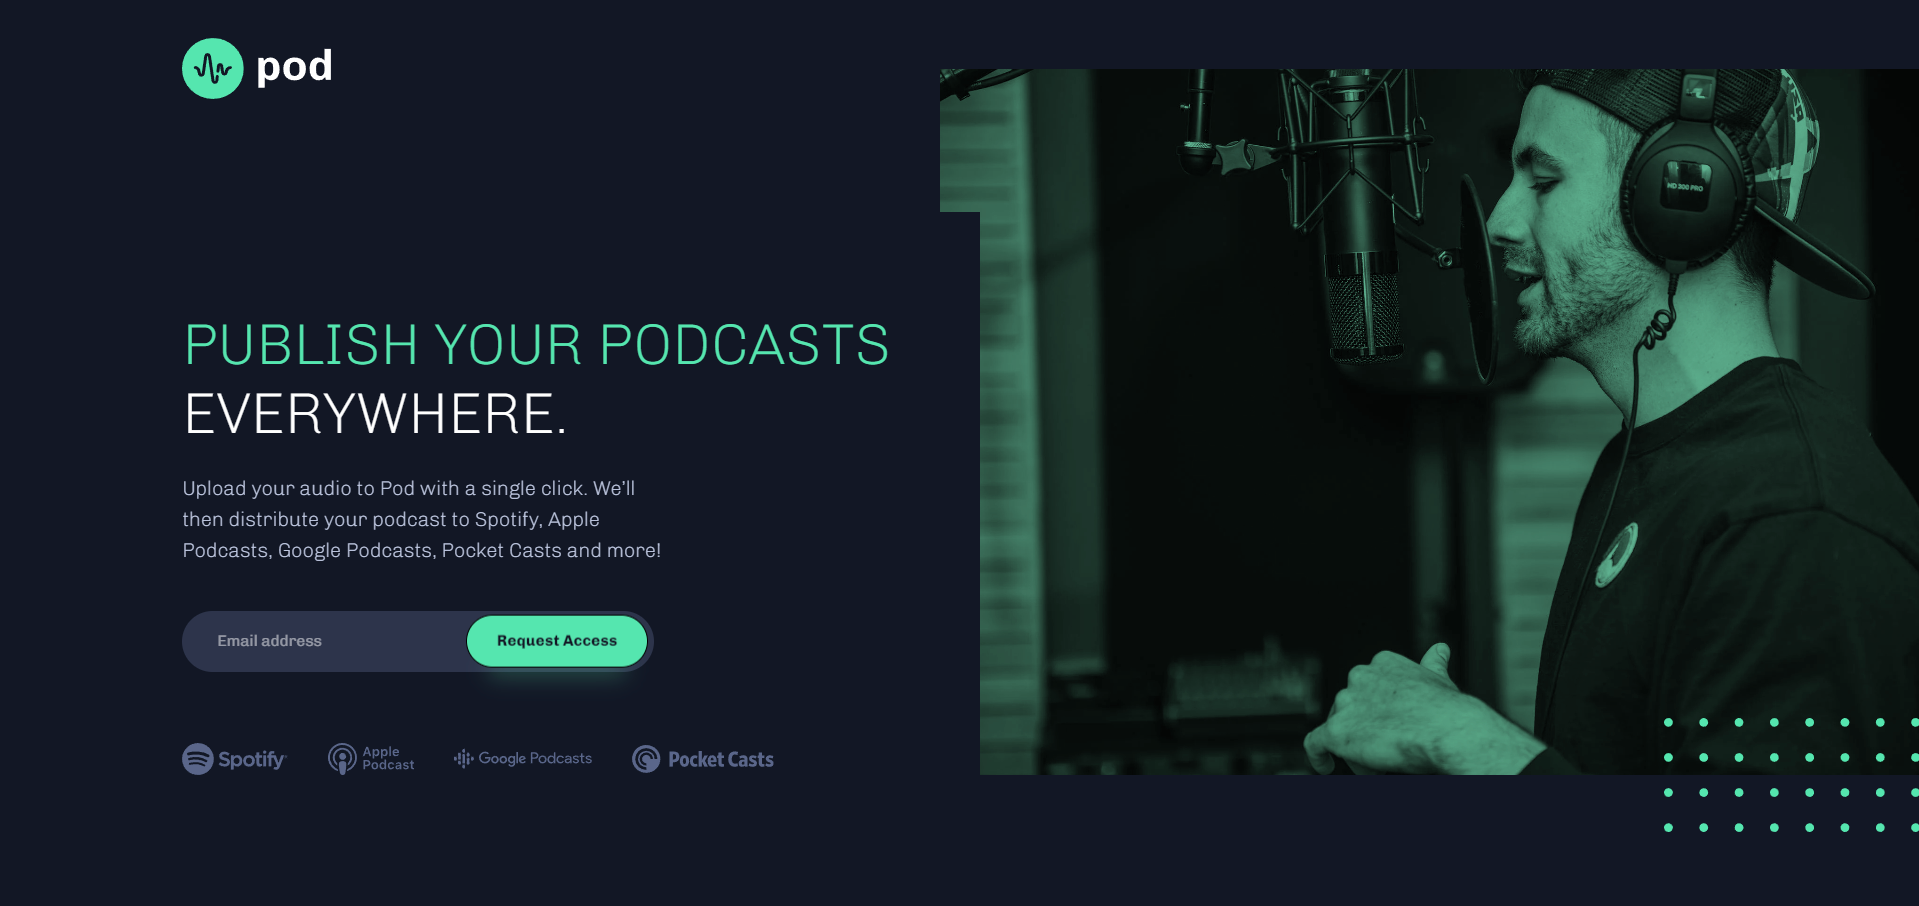 pod
PUBLISH YOUR PODCASTS
EVERYWHERE.
Upload your audio to Pod with a single click. We’ll
then distribute your podcast to Spotify, Apple
Podcasts, Google Podcasts, Pocket Casts and more!
Email address
Request Access
Spotify
Apple
Podcast
Google Podcasts
Pocket Casts
HD 300 PRO